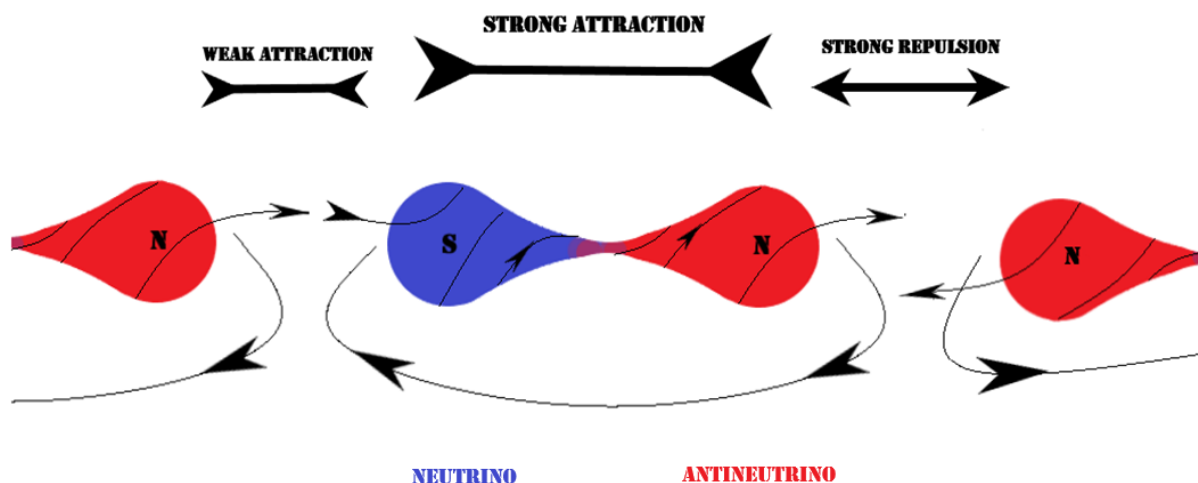 STRONG ATTRACTION
WEAK ATTRACTION
STRONG REPULSION
N
S
N
N
NEUTRINO
ANTINEUTRINO